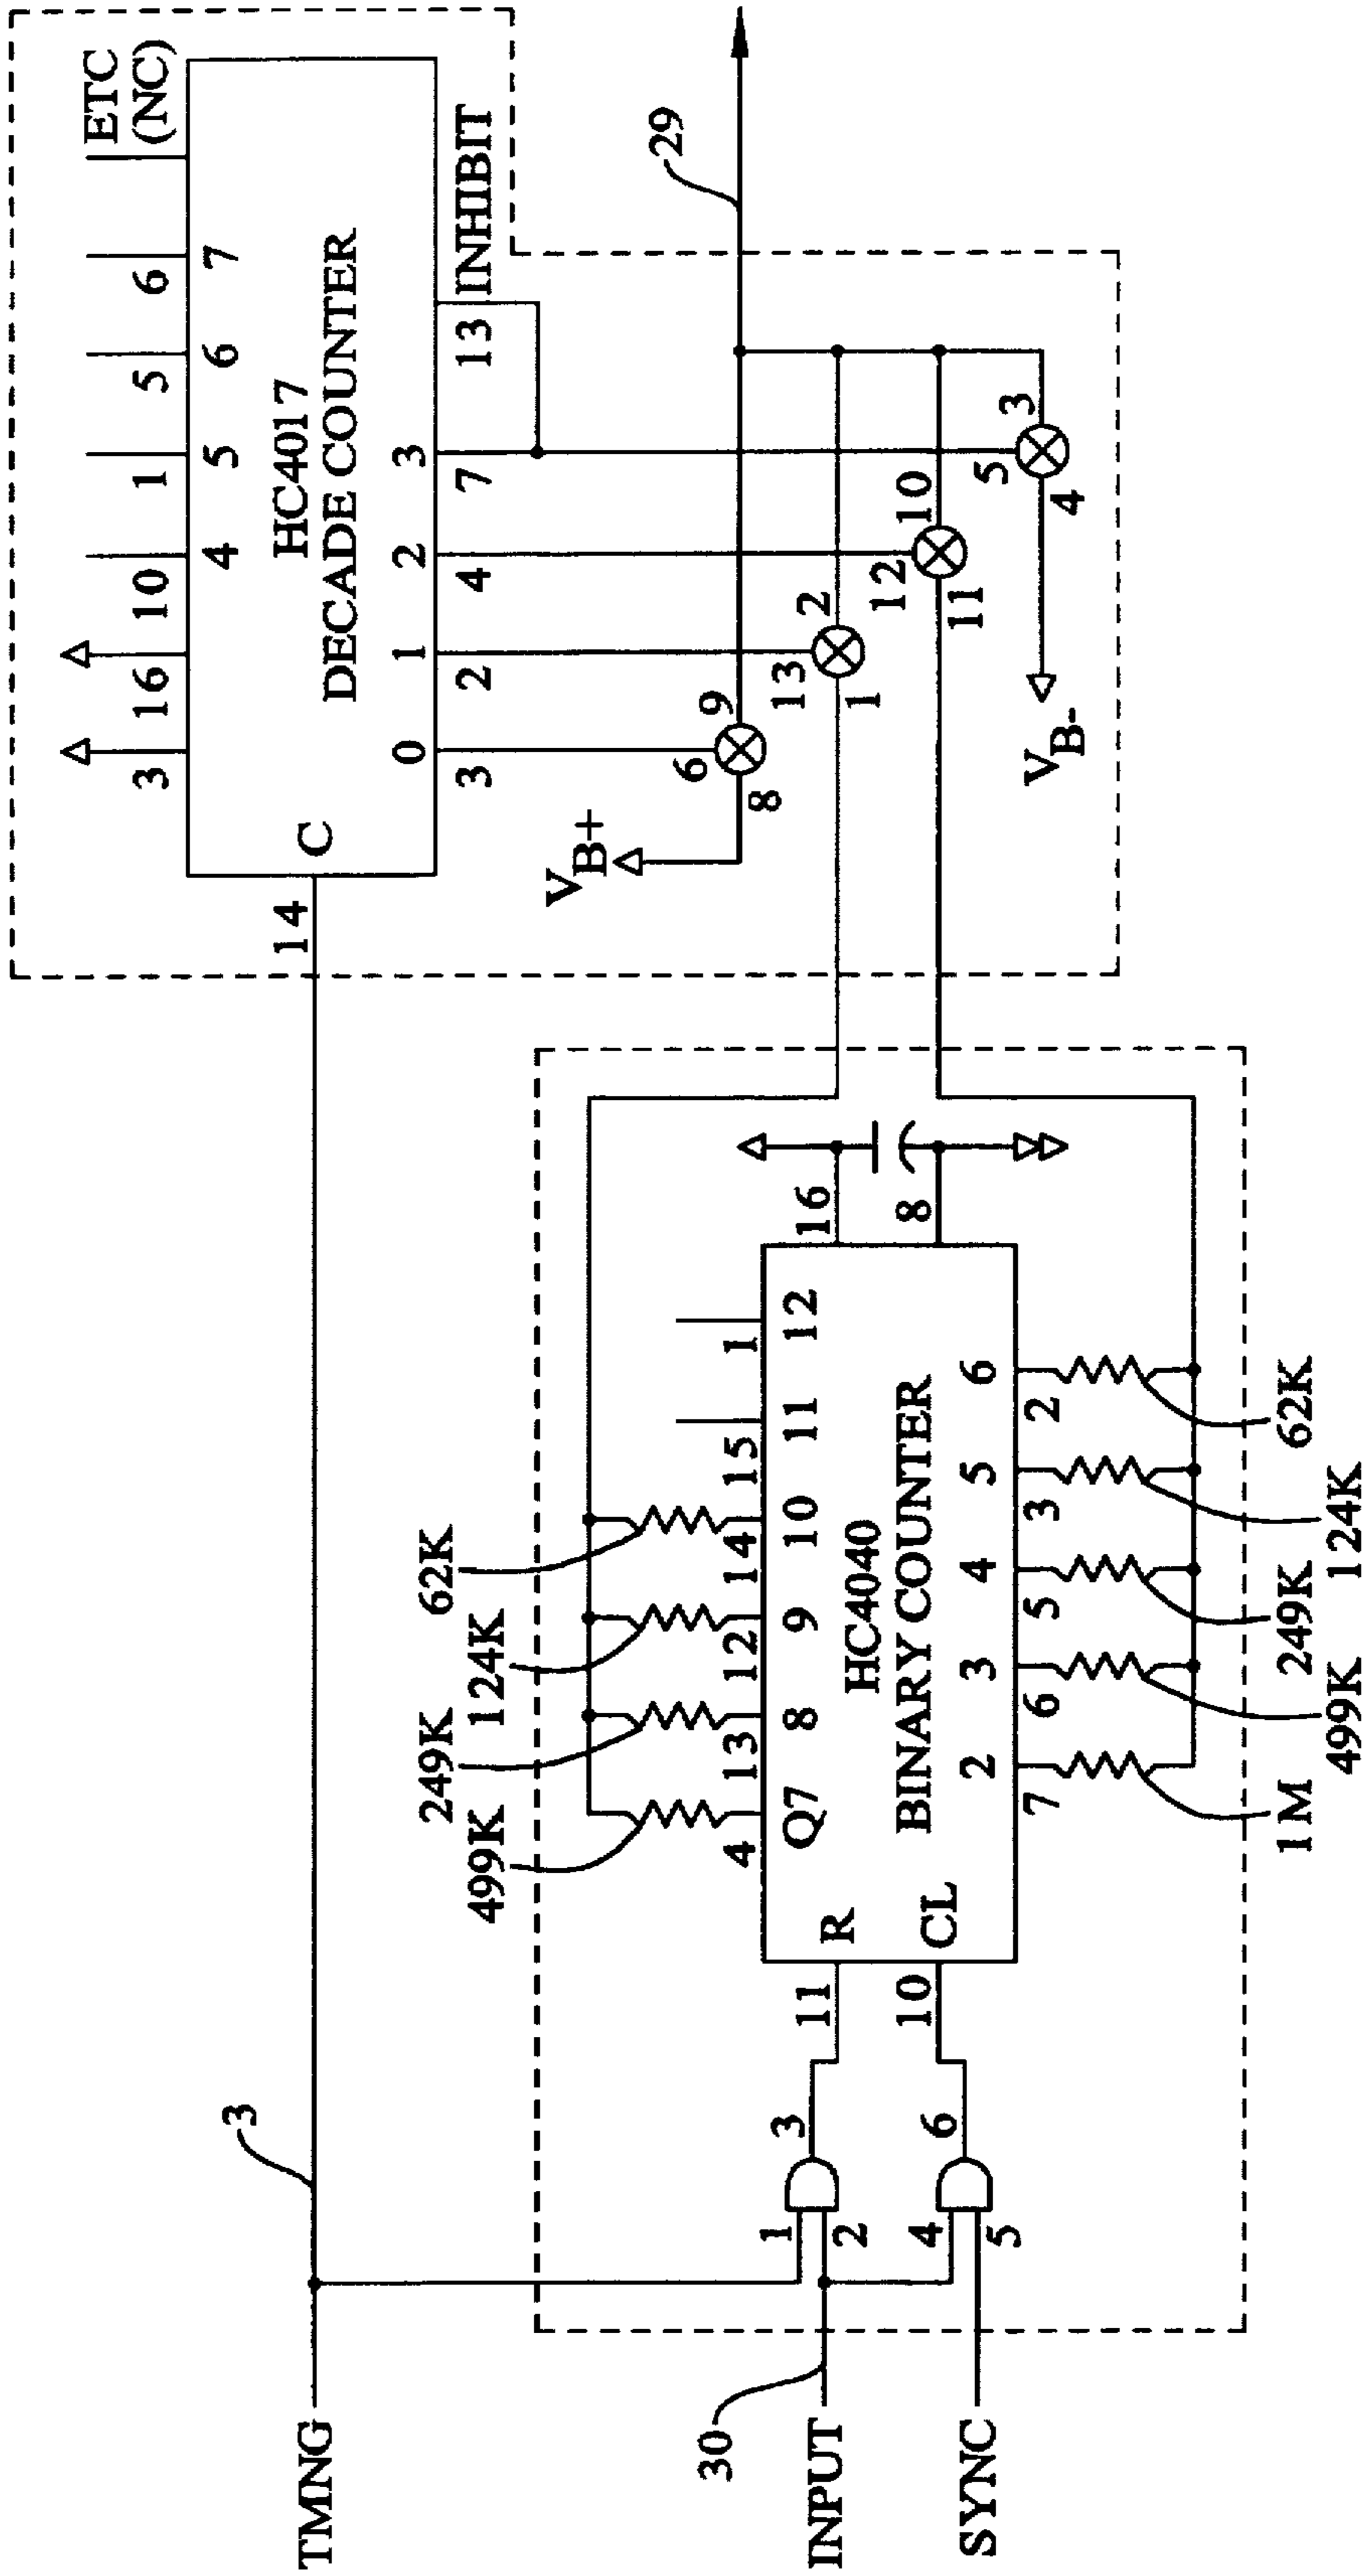 ETC
(NC)
3 16 10 1 5 6
4 5 6 7
3
14
C
HC4017
DECADE COUNTER
TMNG
0 1 2 3
3 2 4 7 13 INHIBIT
249K 62K
499K 124K
VB+
29
6 9
8
30
INPUT
SYNC
4 13 12 14 15 1
Q7 8 9 10 11 12
1 3
2
4 6
5
11
R
16
13 2
1
HC4040
BINARY COUNTER
10
CL
8
12 10
11
2 3 4 5 6
7 6 5 3 2
5 3
4
VB-
1M 249K 62K
499K 124K